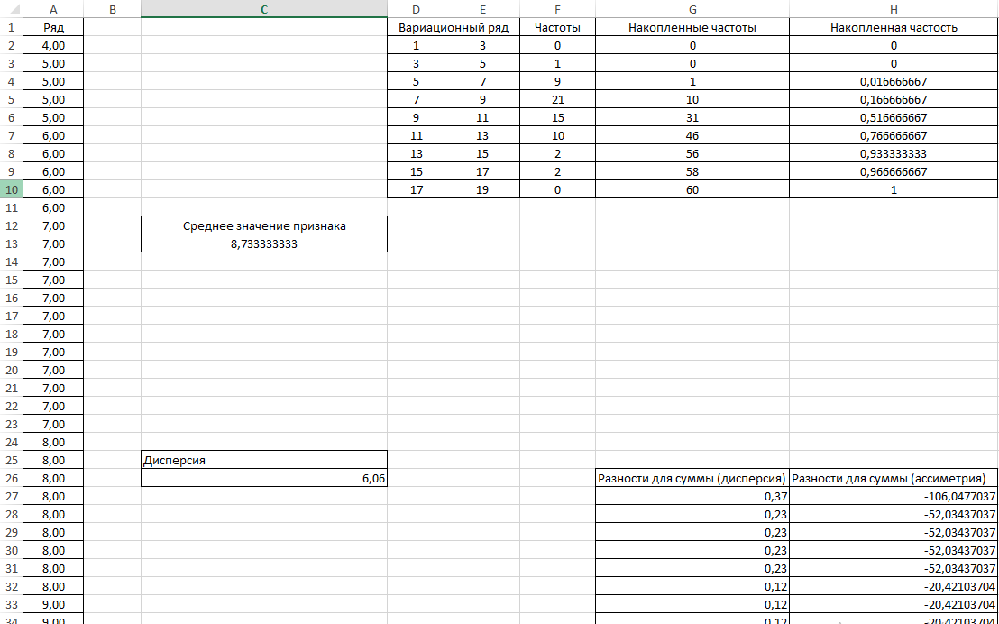 A B C D E F G H
1 Ряд Вариационный ряд Частоты Накопленные частоты Накопленная частость
2 4,00 1 3 0 0 0
3 5,00 3 5 1 0 0
4 5,00 5 7 9 1 0,016666667
5 5,00 7 9 21 10 0,166666667
6 5,00 9 11 15 31 0,516666667
7 6,00 11 13 10 46 0,766666667
8 6,00 13 15 2 56 0,933333333
9 6,00 15 17 2 58 0,966666667
10 6,00 17 19 0 60 1
11 6,00
12 7,00 Среднее значение признака
13 7,00 8,733333333
14 7,00
15 7,00
16 7,00
17 7,00
18 7,00
19 7,00
20 7,00
21 7,00
22 7,00
23 7,00
24 8,00
25 8,00 Дисперсия
26 8,00 6,06 Разности для суммы (дисперсия) Разности для суммы (ассиметрия)
27 8,00 0,37 -106,0477037
28 8,00 0,23 -52,03437037
29 8,00 0,23 -52,03437037
30 8,00 0,23 -52,03437037
31 8,00 0,23 -52,03437037
32 8,00 0,12 -20,42103704
33 9,00 0,12 -20,42103704
34 9,00 0,12 -20,42103704